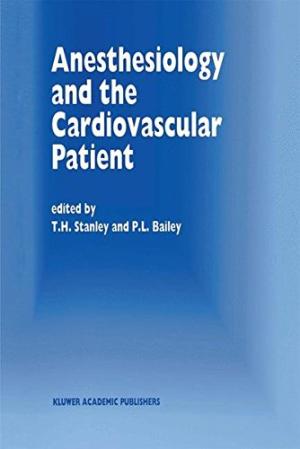 Anesthesiology
and the
Cardiovascular
Patient
edited by
T.H. Stanley and P.L. Bailey
KLUWER ACADEMIC PUBLISHERS